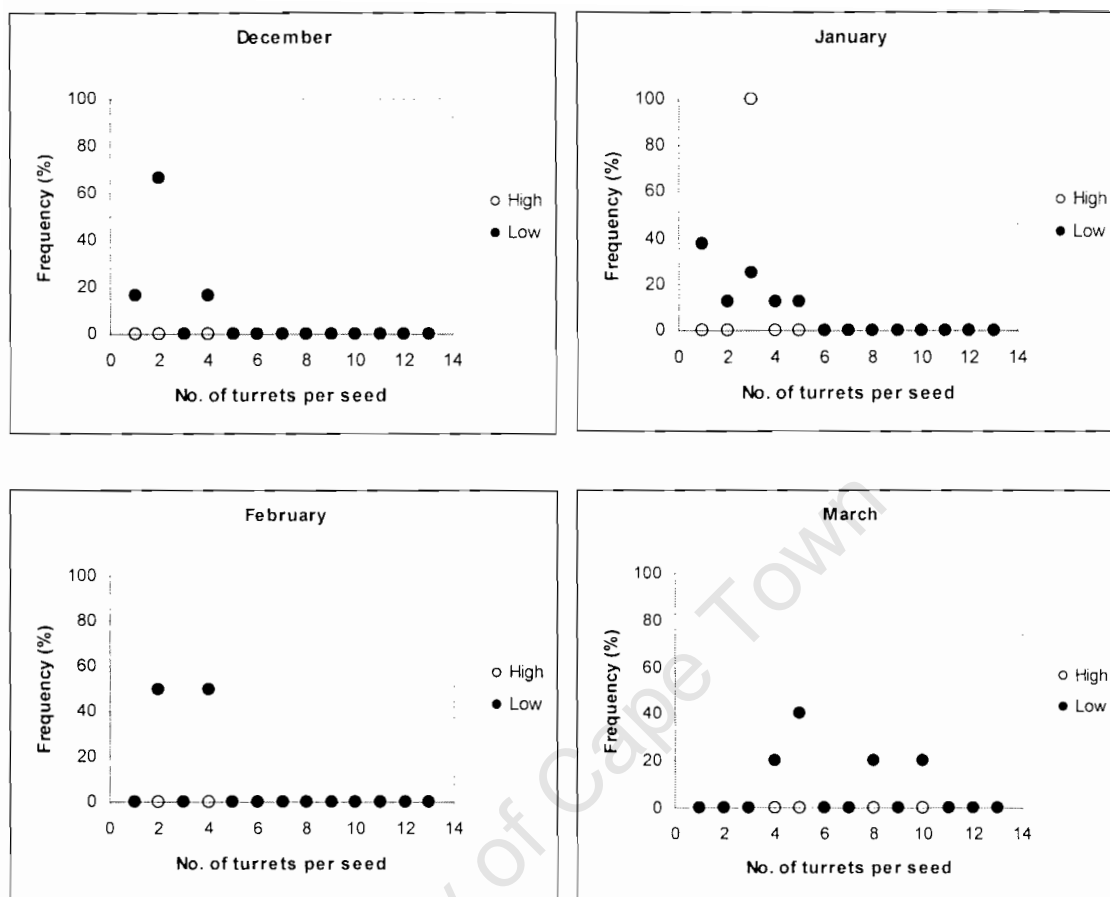 December
100
80
60
40
20
0
Frequency (%)
0 2 4 6 8 10 12 14
No. of turrets per seed
High
Low
January
100
80
60
40
20
0
Frequency (%)
0 2 4 6 8 10 12 14
No. of turrets per seed
High
Low
February
100
80
60
40
20
0
Frequency (%)
0 2 4 6 8 10 12 14
No. of turrets per seed
High
Low
March
100
80
60
40
20
0
Frequency (%)
0 2 4 6 8 10 12 14
No. of turrets per seed
High
Low
of Cape Town